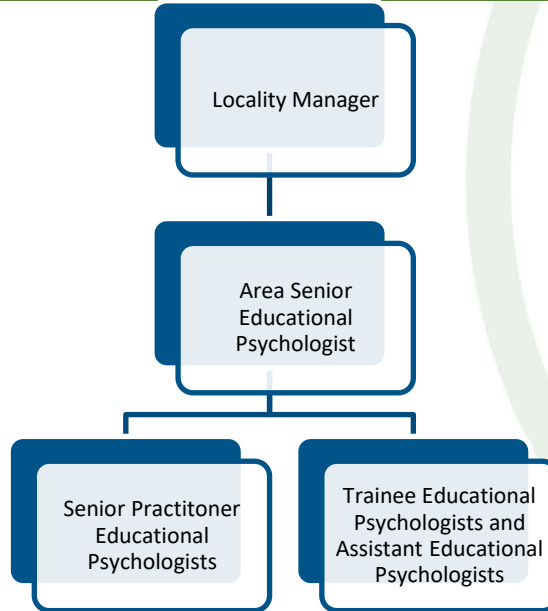 Locality Manager
Area Senior
Educational
Psychologist
Senior Practitoner
Educational
Psychologists
Trainee Educational
Psychologists and
Assistant Educational
Psychologists